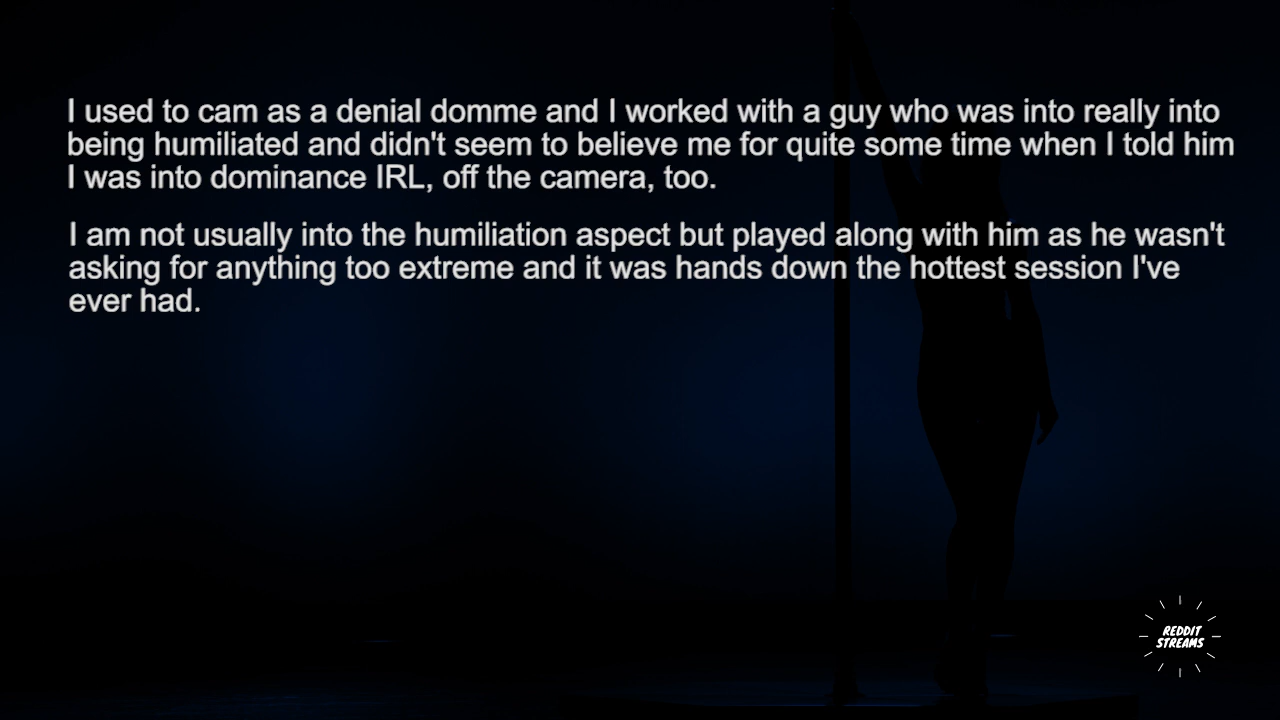 I used to cam as a denial domme and I worked with a guy who was into really into
being humiliated and didn't seem to believe me for quite some time when I told him
I was into dominance IRL, off the camera, too.
I am not usually into the humiliation aspect but played along with him as he wasn't
asking for anything too extreme and it was hands down the hottest session I've
ever had.
REDDIT
STREAMS